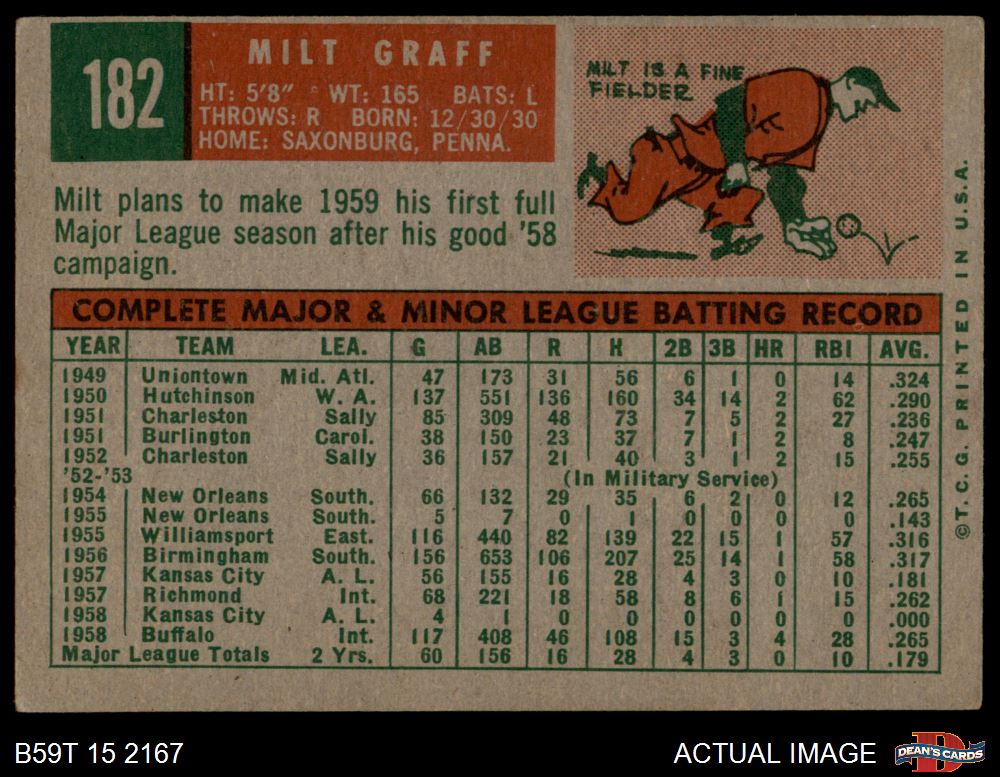 182
MILT GRAFF
HT: 5'8" WT: 165 BATS: L
THROWS: R BORN: 12/30/30
HOME: SAXONBURG, PENNA.
MILT IS A FINE
FIELDER
Milt plans to make 1959 his first full
Major League season after his good '58
campaign.
COMPLETE MAJOR & MINOR LEAGUE BATTING RECORD
YEAR TEAM LEA. G AB R H 2B 3B HR RBI AVG.
1949 Uniontown Mid. Atl. 47 173 31 56 6 1 0 14 .324
1950 Hutchinson W. A. 137 551 136 160 34 14 2 62 .290
1951 Charleston Sally 85 309 48 73 7 5 2 27 .236
1951 Burlington Carol. 38 150 23 37 7 1 2 8 .247
1952 Charleston Sally 36 157 21 40 3 1 2 15 .255
'52-'53 (In Military Service)
1954 New Orleans South. 66 132 29 35 6 2 0 12 .265
1955 New Orleans South. 5 7 0 1 0 0 0 0 .143
1955 Williamsport East. 116 440 82 139 22 15 1 57 .316
1956 Birmingham South. 156 653 106 207 25 14 1 58 .317
1957 Kansas City A. L. 56 155 16 28 4 3 0 10 .181
1957 Richmond Int. 68 221 18 58 8 6 1 15 .262
1958 Kansas City A. L. 4 1 0 0 0 0 0 0 .000
1958 Buffalo Int. 117 408 46 108 15 3 4 28 .265
Major League Totals 2 Yrs. 60 156 16 28 4 3 0 10 .179
©T.C.G. PRINTED IN U.S.A.
B59T 15 2167
ACTUAL IMAGE
D
DEAN'S CARDS